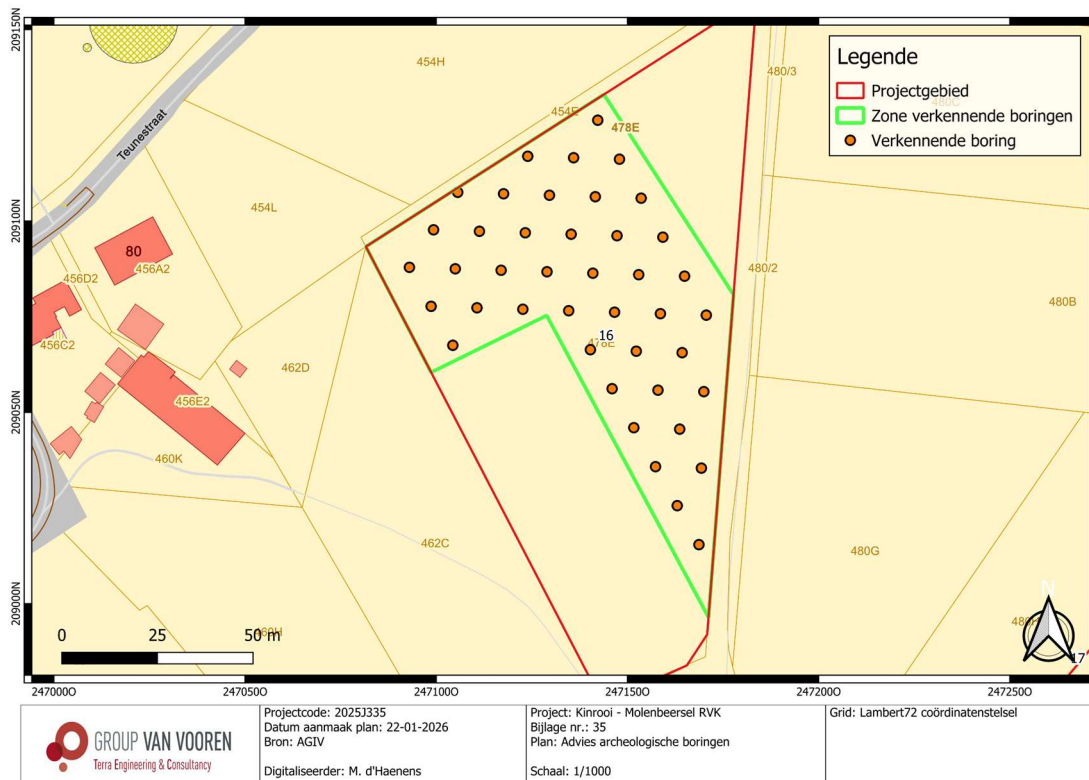 209150N
209100N
209050N
209000N
454H
480/3
480C
Legende
Projectgebied
Zone verkennende boringen
Verkennende boring
454E
478E
Teunestraat
454L
80
456A2
456D2
456C2
480/2
480B
16
478E
462D
456E2
460K
462C
480G
460H
N
17
0 25 50 m
2470000 2470500 2471000 2471500 2472000 2472500
GROUP VAN VOOREN
Terra Engineering & Consultancy
Projectcode: 2025J335
Datum aanmaak plan: 22-01-2026
Bron: AGIV
Digitaliseerder: M. d'Haenens
Project: Kinrooi - Molenbeersel RVK
Bijlage nr.: 35
Plan: Advies archeologische boringen
Schaal: 1/1000
Grid: Lambert72 coördinatenstelsel